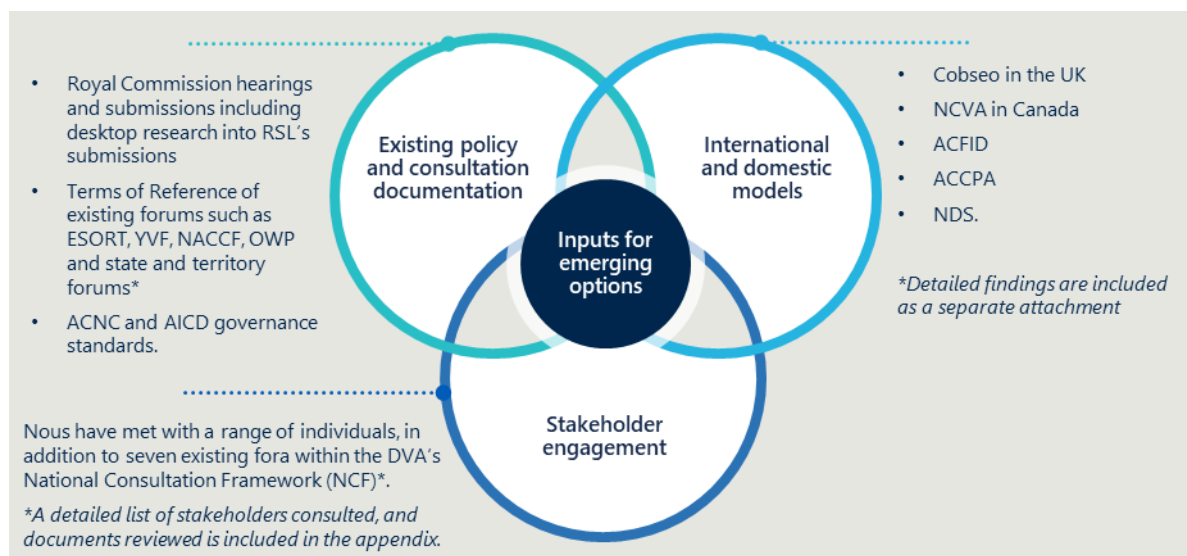 • Royal Commission hearings
and submissions including
desktop research into RSL's
submissions
• Terms of Reference of
existing forums such as
ESORT, YVF, NACCF, OWP
and state and territory
forums*
• ACNC and AICD governance
standards.
Existing policy
and consultation
documentation
International
and domestic
models
• Cobseo in the UK
• NCVA in Canada
• ACFID
• ACCPA
• NDS.
*Detailed findings are included
as a separate attachment
Inputs for
emerging
options
Stakeholder
engagement
Nous have met with a range of individuals, in
addition to seven existing fora within the DVA's
National Consultation Framework (NCF)*.
*A detailed list of stakeholders consulted, and
documents reviewed is included in the appendix.